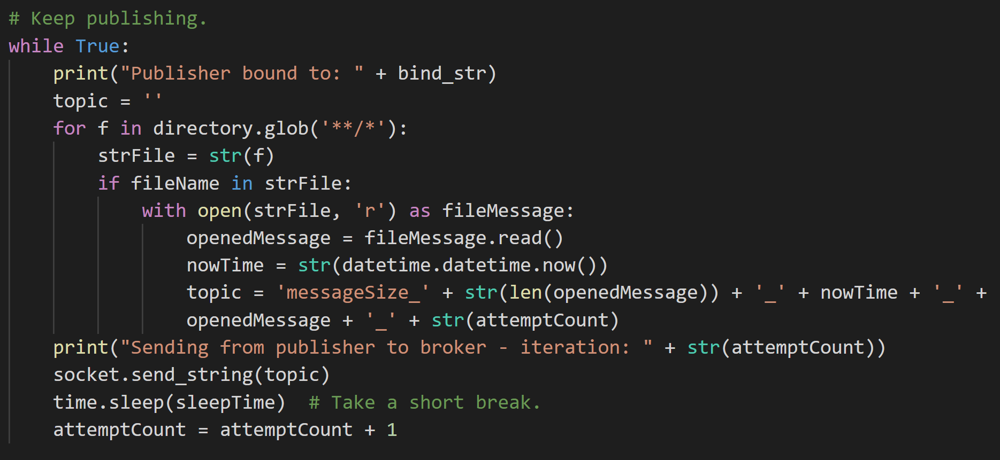 # Keep publishing.
while True:
    print("Publisher bound to: " + bind_str)
    topic = ''
    for f in directory.glob('**/*'):
        strFile = str(f)
        if fileName in strFile:
            with open(strFile, 'r') as fileMessage:
                openedMessage = fileMessage.read()
                nowTime = str(datetime.datetime.now())
                topic = 'messageSize_' + str(len(openedMessage)) + '_' + nowTime + '_' +
                openedMessage + '_' + str(attemptCount)
    print("Sending from publisher to broker - iteration: " + str(attemptCount))
    socket.send_string(topic)
    time.sleep(sleepTime)  # Take a short break.
    attemptCount = attemptCount + 1